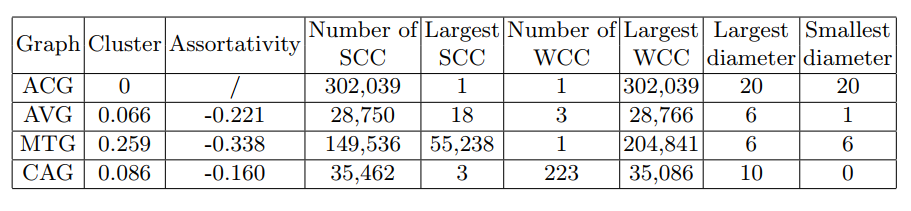 Graph Cluster Assortativity Number of SCC Largest SCC Number of WCC Largest WCC Largest diameter Smallest diameter
ACG 0 / 302,039 1 1 302,039 20 20
AVG 0.066 -0.221 28,750 18 3 28,766 6 1
MTG 0.259 -0.338 149,536 55,238 1 204,841 6 6
CAG 0.086 -0.160 35,462 3 223 35,086 10 0